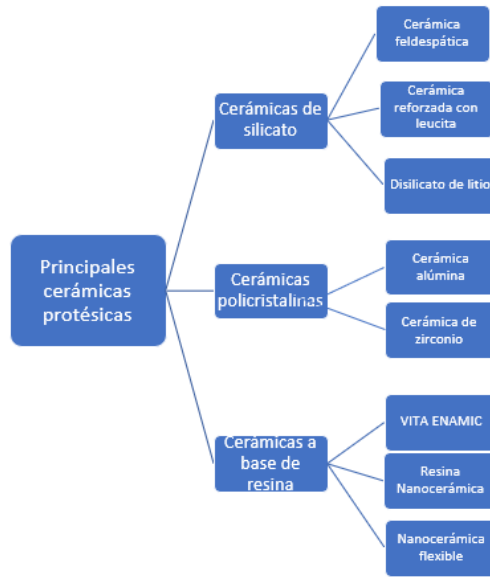 Principales
cerámicas
protésicas
Cerámicas de
silicato
Cerámica
feldespática
Cerámica
reforzada con
leucita
Disilicato de litio
Cerámicas
policristalinas
Cerámica
alúmina
Cerámica de
zirconio
Cerámicas a
base de
resina
VITA ENAMIC
Resina
Nanocerámica
Nanocerámica
flexible